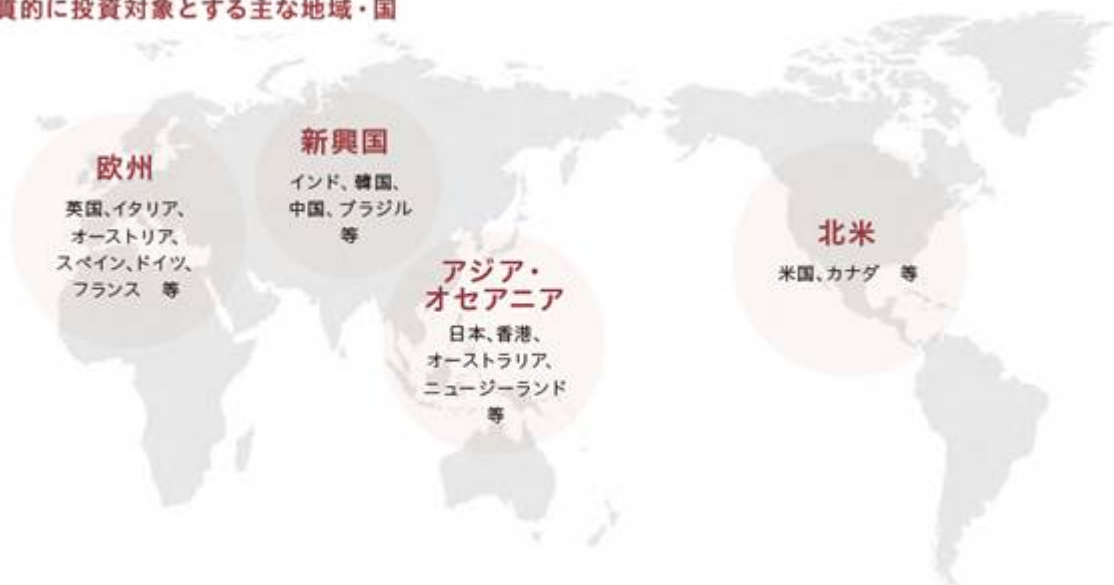 質的に投資対象とする主な地域・国
欧州
英国、イタリア、
オーストリア、
スペイン、ドイツ、
フランス 等
新興国
インド、韓国、
中国、ブラジル
等
アジア・
オセアニア
日本、香港、
オーストラリア、
ニュージーランド
等
北米
米国、カナダ 等